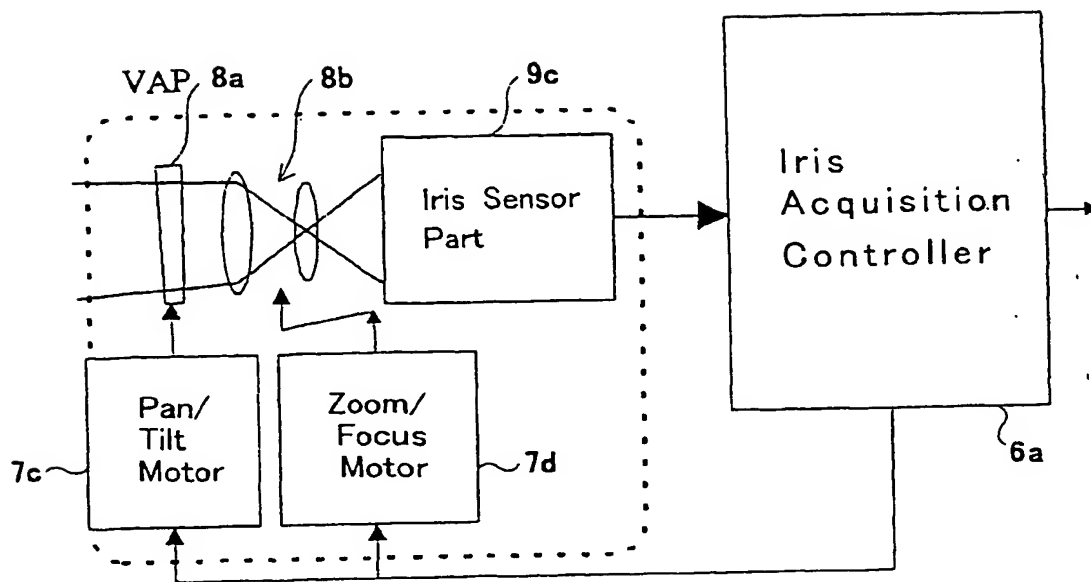 VAP 8a
8b
9c
Iris Sensor
Part
Iris
Acquisition
Controller
Pan/
Tilt
Motor
Zoom/
Focus
Motor
7c
7d
6a